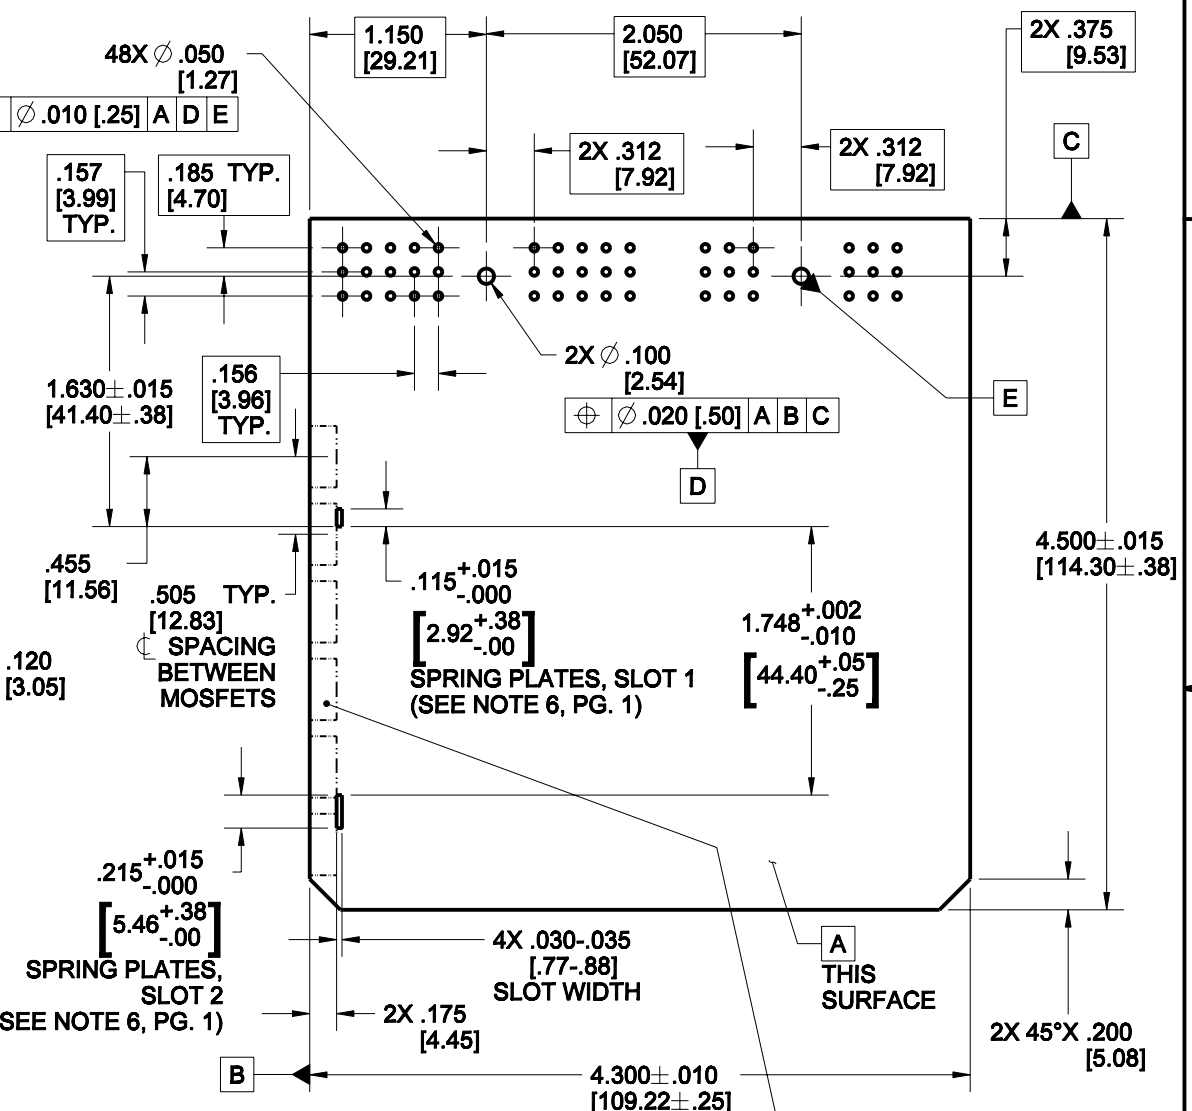 1.150
[29.21]
2.050
[52.07]
2X .375
[9.53]
48X ∅ .050
[1.27]
∅ .010 [.25] A D E
2X .312
[7.92]
2X .312
[7.92]
C
.157
[3.99]
TYP.
.185 TYP.
[4.70]
2X ∅ .100
[2.54]
⌖ ∅ .020 [.50] A B C
E
D
1.630±.015
[41.40±.38]
.156
[3.96]
TYP.
4.500±.015
[114.30±.38]
.455
[11.56]
.505 TYP.
[12.83]
℄ SPACING
BETWEEN
MOSFETS
.120
[3.05]
.115+.015
-.000
[2.92+.38
-.00]
SPRING PLATES, SLOT 1
(SEE NOTE 6, PG. 1)
1.748+.002
-.010
[44.40+.05
-.25]
.215+.015
-.000
[5.46+.38
-.00]
SPRING PLATES,
SLOT 2
SEE NOTE 6, PG. 1)
4X .030-.035
[.77-.88]
SLOT WIDTH
A
THIS
SURFACE
2X .175
[4.45]
2X 45°X .200
[5.08]
B
4.300±.010
[109.22±.25]